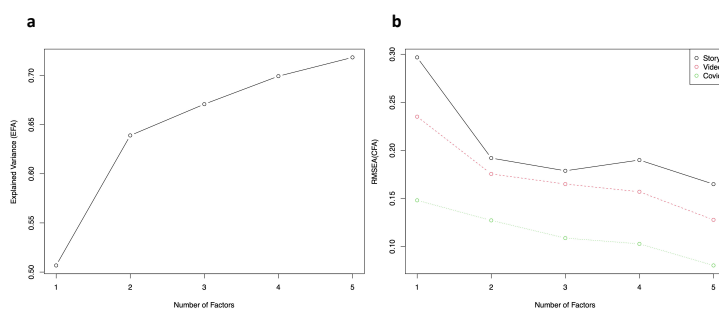 a
b
Explained Variance (EFA)
0.70
0.65
0.60
0.55
0.50
1 2 3 4 5
Number of Factors
RMSEA(CFA)
0.30
0.25
0.20
0.15
0.10
1 2 3 4 5
Number of Factors
Story